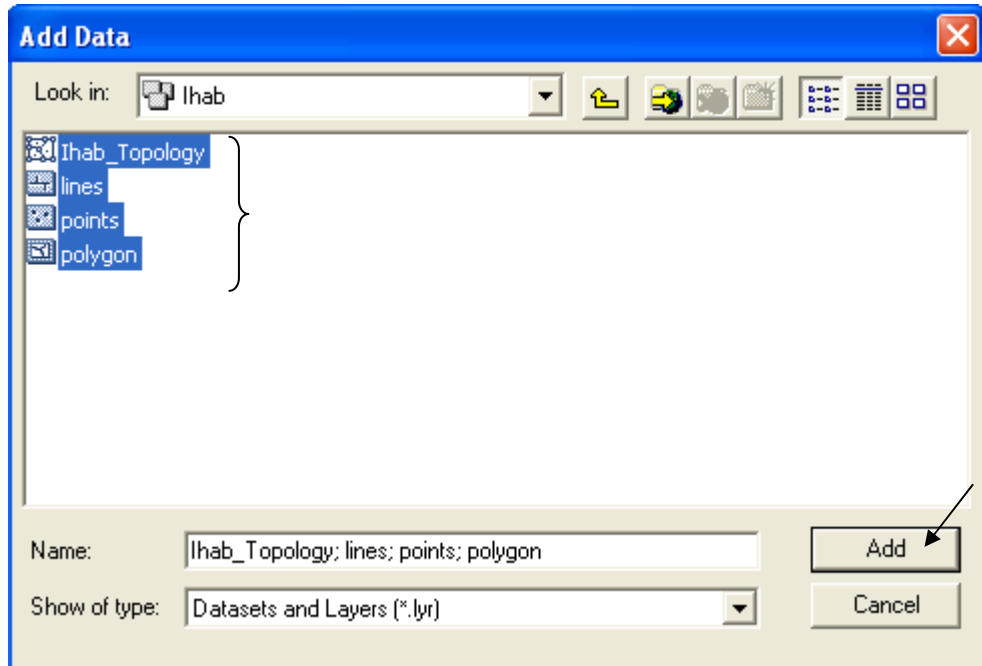 Add Data
Look in: Ihab
Ihab_Topology
lines
points
polygon
Name: Ihab_Topology; lines; points; polygon Add
Show of type: Datasets and Layers (*.lyr) Cancel